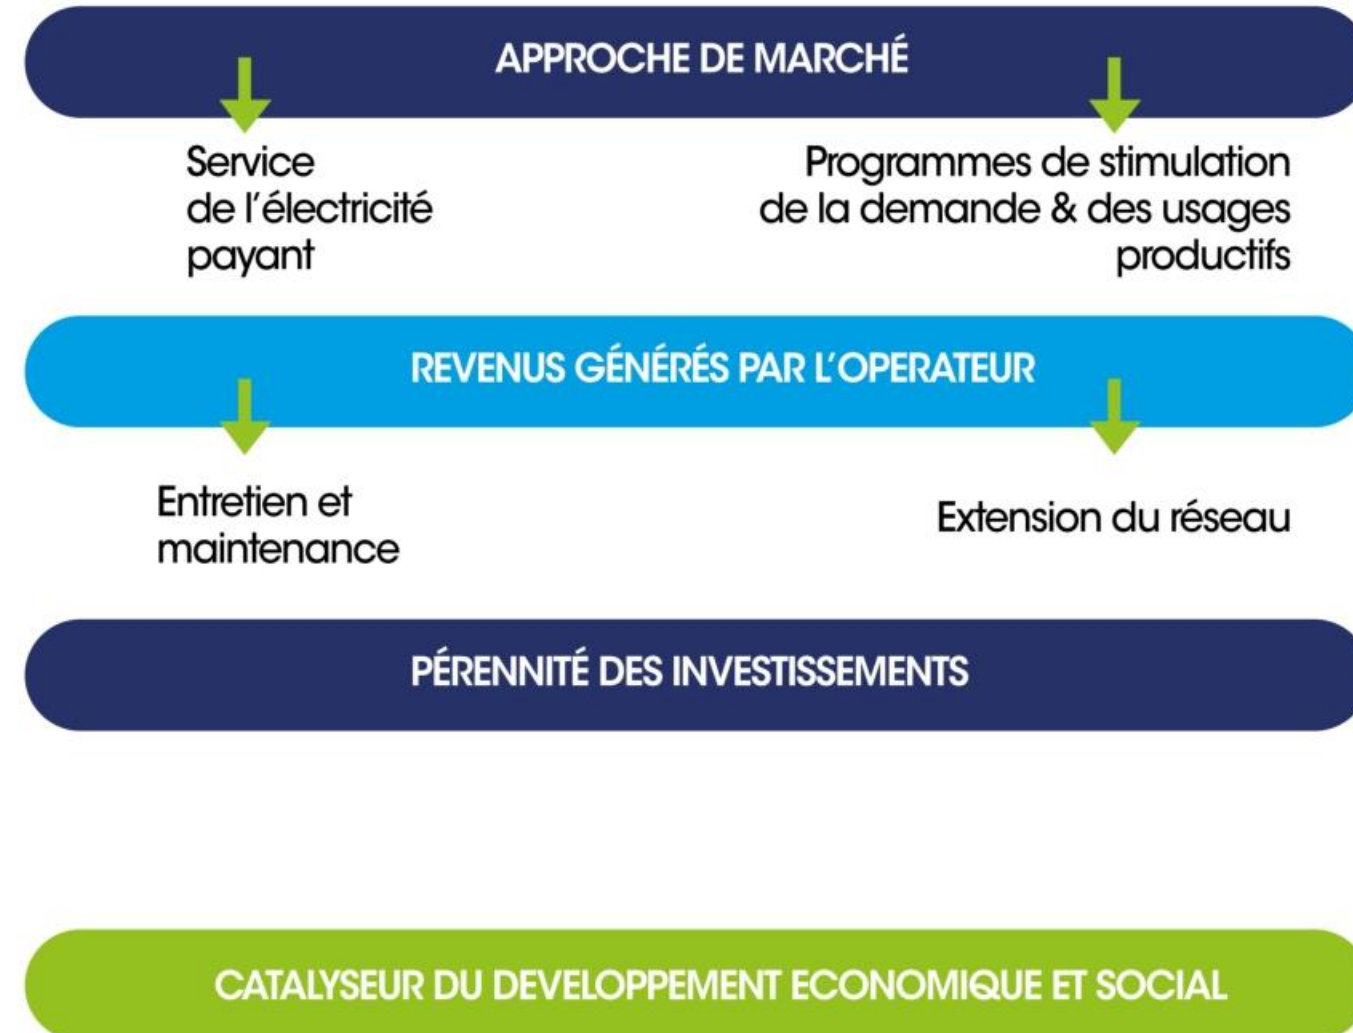 APPROCHE DE MARCHÉ
Service
de l'électricité
payant
Programmes de stimulation
de la demande & des usages
productifs
REVENUS GÉNÉRÉS PAR L'OPERATEUR
Entretien et
maintenance
Extension du réseau
PÉRENNITÉ DES INVESTISSEMENTS
CATALYSEUR DU DEVELOPPEMENT ECONOMIQUE ET SOCIAL